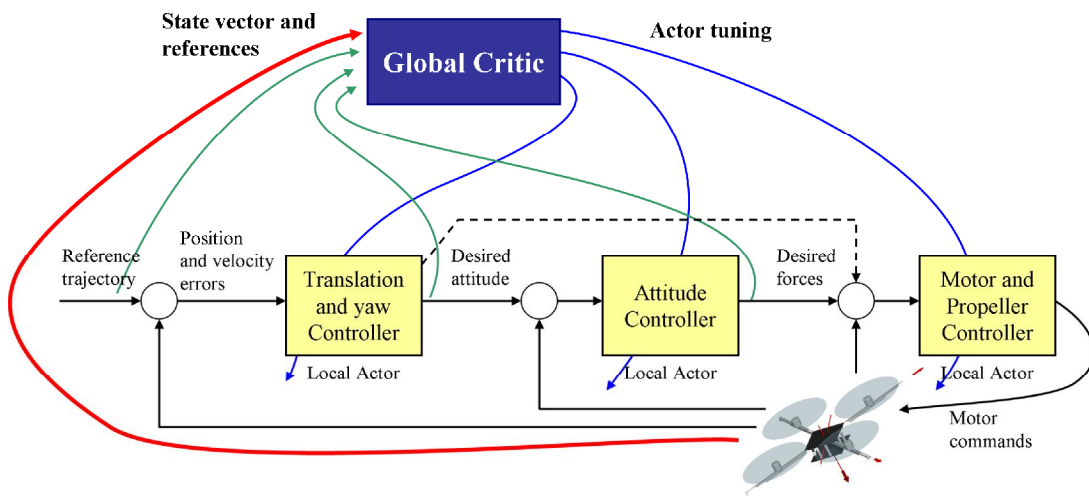 State vector and
references
Global Critic
Actor tuning
Reference
trajectory
Position
and velocity
errors
Translation
and yaw
Controller
Desired
attitude
Attitude
Controller
Desired
forces
Motor and
Propeller
Controller
Local Actor
Local Actor
Local Actor
Motor
commands